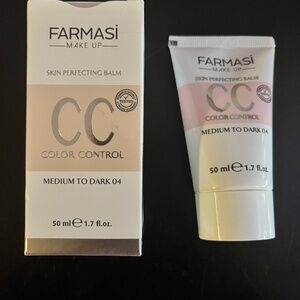 FARMASİ
MAKE UP
SKIN PERFECTING BALM
TESTED
CC
COLOR CONTROL
MEDIUM TO DARK 04
50 ml ℮ 1.7 fl.oz.
FARMASİ
MAKE UP
SKIN PERFECTING BALM
CC
COLOR CONTROL
MEDIUM TO DARK 04
50 ml ℮ 1.7 fl.oz.